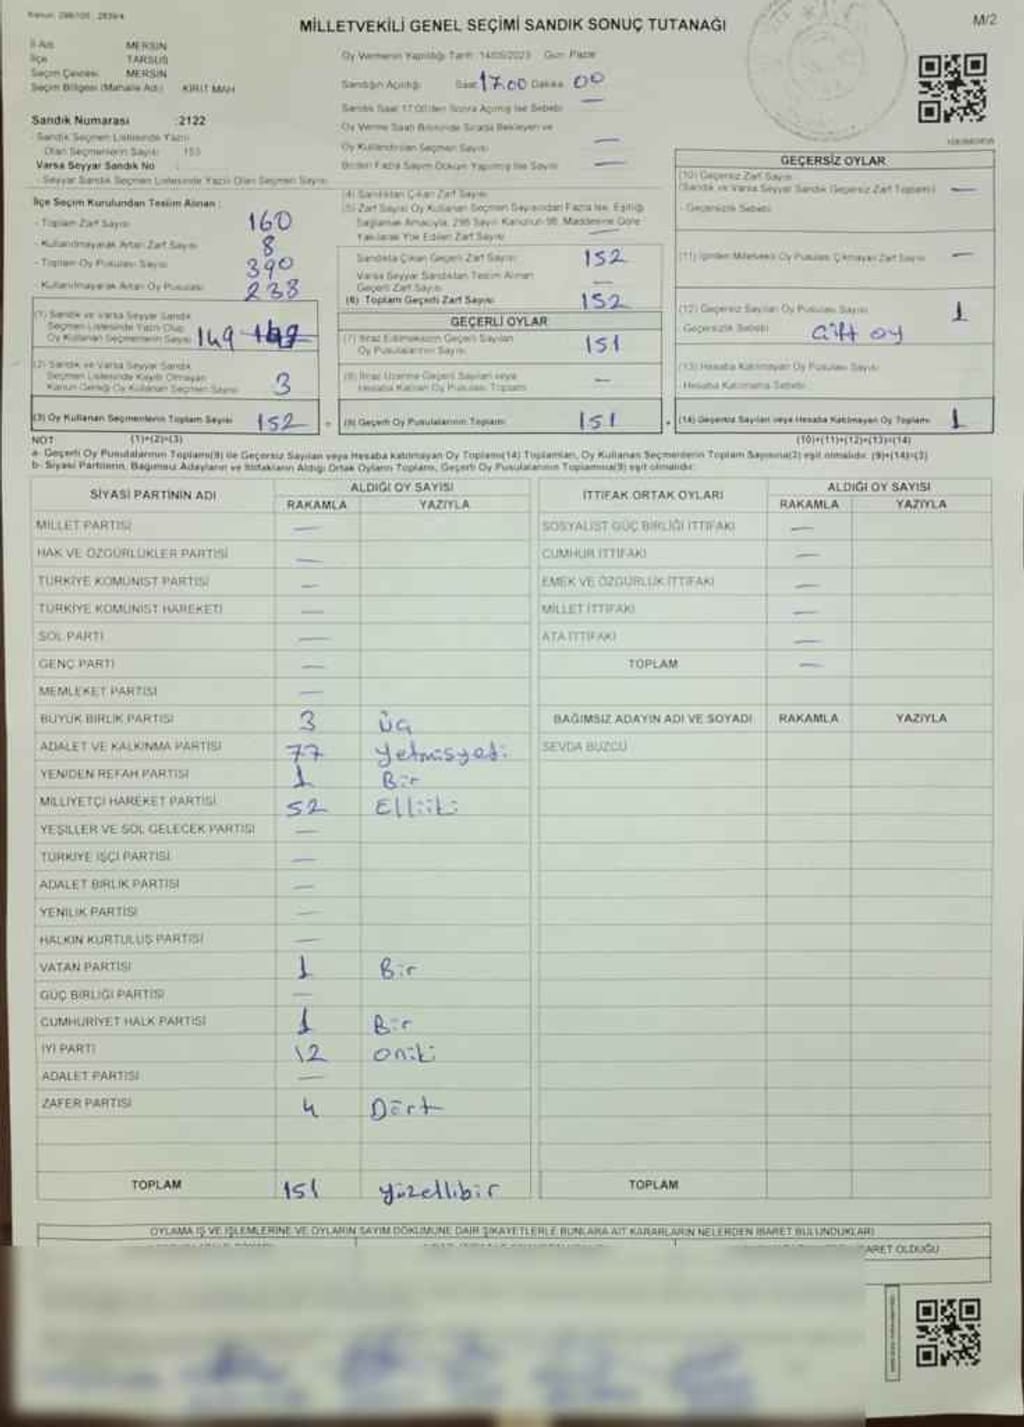 MİLLETVEKİLİ GENEL SEÇİMİ SANDIK SONUÇ TUTANAĞI
M/2
İl Adı MERSİN
İlçe TARSUS
Seçim Çevresi MERSİN
Seçim Bölgesi (Mahalle Adı) KIRIT MAH
Oy Vermenin Yapıldığı Tarih 14/05/2023 Gün Pazar
Sandığın Açılışı Saat 17.00 Dakika 00
Sandık Saat 17.00'den Sonra Açılmış İse Sebebi —
Oy Verme Saati Bitiminde Sırada Bekleyen ve
Oy Kullandırılan Seçmen Sayısı —
Birden Fazla Sayım Döküm Yapılmış İse Sayısı —
Sandık Numarası :2122
- Sandık Seçmen Listesinde Yazılı
Olan Seçmenlerin Sayısı 153
Varsa Seyyar Sandık No :
- Seyyar Sandık Seçmen Listesinde Yazılı Olan Seçmen Sayısı
İlçe Seçim Kurulundan Teslim Alınan :
- Toplam Zarf Sayısı 160
- Kullanılmayarak Artan Zarf Sayısı 8
- Toplam Oy Pusulası Sayısı 390
- Kullanılmayarak Artan Oy Pusulası 238
(1) Sandık ve varsa Seyyar Sandık
Seçmen Listesinde Yazılı Olup
Oy Kullanan Seçmenlerin Sayısı 149 149
(2) Sandık ve varsa Seyyar Sandık
Seçmen Listesinde Kayıtlı Olmayan
Kanun Gereği Oy Kullanan Seçmen Sayısı 3
(3) Oy Kullanan Seçmenlerin Toplam Sayısı 152
(1)+(2)=(3)
(4) Sandıktan Çıkan Zarf Sayısı
(5) Zarf Sayısı Oy Kullanan Seçmen Sayısından Fazla İse, Eşitliği
Sağlamak Amacıyla, 298 Sayılı Kanunun 98. Maddesine Göre
Yakılarak Yok Edilen Zarf Sayısı —
Sandıkta Çıkan Geçerli Zarf Sayısı 152
Varsa Seyyar Sandıktan Teslim Alınan
Geçerli Zarf Sayısı —
(6) Toplam Geçerli Zarf Sayısı 152
GEÇERLİ OYLAR
(7) İtiraz Edilmeksizin Geçerli Sayılan
Oy Pusulalarının Sayısı 151
(8) İtiraz Üzerine Geçerli Sayılan veya
Hesaba Katılan Oy Pusulası Toplamı —
(9) Geçerli Oy Pusulalarının Toplamı 151
GEÇERSİZ OYLAR
(10) Geçersiz Zarf Sayısı
(Sandık ve Varsa Seyyar Sandık Geçersiz Zarf Toplamı) —
- Geçersizlik Sebebi
(11) İçinden Milletvekili Oy Pusulası Çıkmayan Zarf Sayısı —
(12) Geçersiz Sayılan Oy Pusulası Sayısı 1
Geçersizlik Sebebi Çift oy
(13) Hesaba Katılmayan Oy Pusulası Sayısı
- Hesaba Katılmama Sebebi
(14) Geçersiz Sayılan veya Hesaba Katılmayan Oy Toplamı 1
(10)+(11)+(12)+(13)=(14)
NOT
a- Geçerli Oy Pusulalarının Toplamı(9) ile Geçersiz Sayılan veya Hesaba Katılmayan Oy Toplamı(14) Toplamları, Oy Kullanan Seçmenlerin Toplam Sayısına(3) eşit olmalıdır. (9)+(14)=(3)
b- Siyasi Partilerin, Bağımsız Adayların ve İttifakların Aldığı Ortak Oyların Toplamı, Geçerli Oy Pusulalarının Toplamına(9) eşit olmalıdır.
SİYASİ PARTİNİN ADI ALDIĞI OY SAYISI
RAKAMLA YAZIYLA
MİLLET PARTİSİ —
HAK VE ÖZGÜRLÜKLER PARTİSİ —
TÜRKİYE KOMÜNİST PARTİSİ —
TÜRKİYE KOMÜNİST HAREKETİ —
SOL PARTİ —
GENÇ PARTİ —
MEMLEKET PARTİSİ —
BÜYÜK BİRLİK PARTİSİ 3 üç
ADALET VE KALKINMA PARTİSİ 77 yetmişyedi
YENİDEN REFAH PARTİSİ 1 Bir
MİLLİYETÇİ HAREKET PARTİSİ 52 Elliiki
YEŞİLLER VE SOL GELECEK PARTİSİ —
TÜRKİYE İŞÇİ PARTİSİ —
ADALET BİRLİK PARTİSİ —
YENİLİK PARTİSİ —
HALKIN KURTULUŞ PARTİSİ —
VATAN PARTİSİ 1 Bir
GÜÇ BİRLİĞİ PARTİSİ —
CUMHURİYET HALK PARTİSİ 1 Bir
İYİ PARTİ 12 oniki
ADALET PARTİSİ —
ZAFER PARTİSİ 4 Dört
TOPLAM 151 yüzellibir
İTTİFAK ORTAK OYLARI ALDIĞI OY SAYISI
RAKAMLA YAZIYLA
SOSYALİST GÜÇ BİRLİĞİ İTTİFAKI —
CUMHUR İTTİFAKI —
EMEK VE ÖZGÜRLÜK İTTİFAKI —
MİLLET İTTİFAKI —
ATA İTTİFAKI —
TOPLAM —
BAĞIMSIZ ADAYIN ADI VE SOYADI RAKAMLA YAZIYLA
SEVDA BUZCU
TOPLAM
OYLAMA İŞ VE İŞLEMLERİNE VE OYLARIN SAYIM DÖKÜMÜNE DAİR ŞİKAYETLERLE BUNLARA AİT KARARLARIN NELERDEN İBARET BULUNDUKLARI